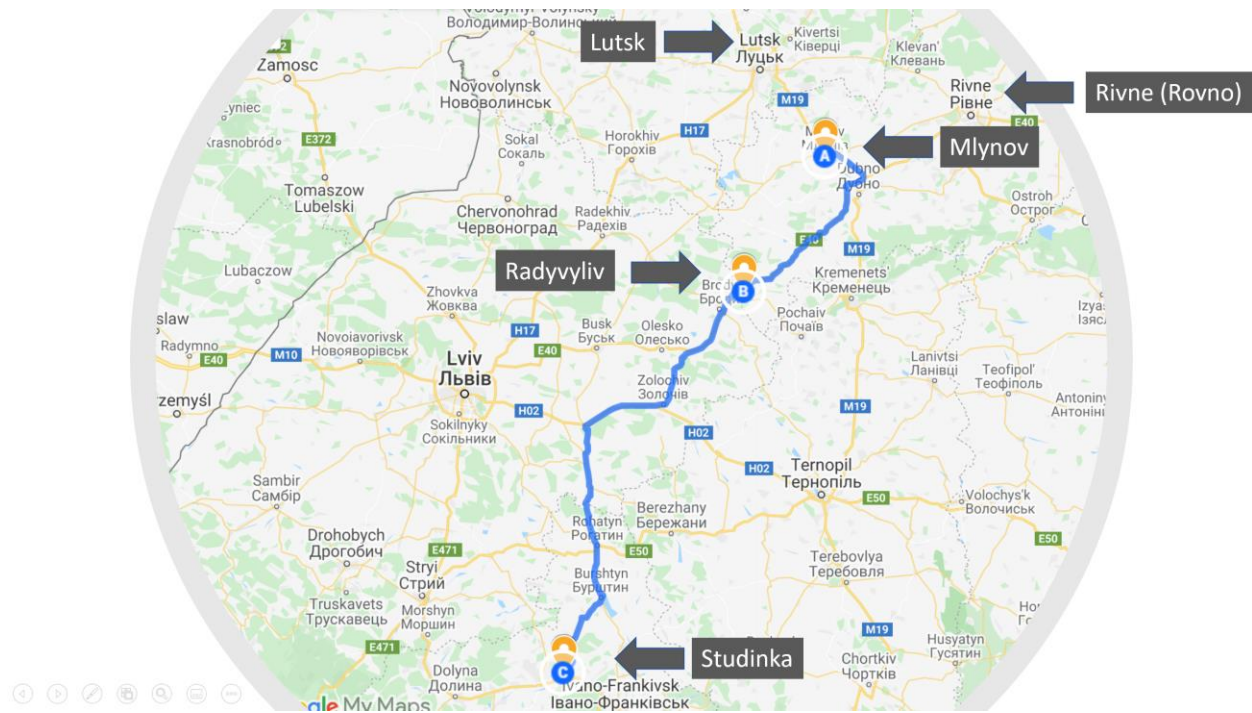 Володимир-Волинський
Lutsk
Lutsk
Луцьк
Kivertsi
Ківерці
Klevan'
Клевань
Zamosc
Novovolynsk
Нововолинськ
M19
Rivne
Рівне
Rivne (Rovno)
E40
E372
Sokal
Сокаль
Horokhiv
Горохів
H17
Mlynov
A
Дубно
Tomaszow
Lubelski
Chervonohrad
Червоноград
Radekhiv
Радехів
Ostroh
Острог
E40
M19
Radyvyliv
B
Kremenets'
Кременець
Lubaczow
Zhovkva
Жовква
Busk
Буськ
Olesko
Олесько
Pochaiv
Почаїв
Radymno
E40
M10
Novoiavorivsk
Новояворівськ
H17
E40
Lviv
ЛЬВІВ
Lanivtsi
Ланівці
Teofipol'
Теофіполь
Zolochiv
Золочів
H02
M19
Sokilnyky
Сокільники
H02
H02
Ternopil
Тернопіль
E50
Volochys'k
Волочиськ
Sambir
Самбір
Berezhany
Бережани
Rohatyn
Рогатин
E50
E50
Drohobych
Дрогобич
E471
Stryi
Стрий
Burshtyn
Бурштин
Terebovlya
Теребовля
Truskavets
Трускавець
Morshyn
Моршин
M19
E471
Studinka
Husyatyn
Гусятин
Dolyna
Долина
C
Ivano-Frankivsk
Івано-Франківськ
Chortkiv
Чортків
My Maps